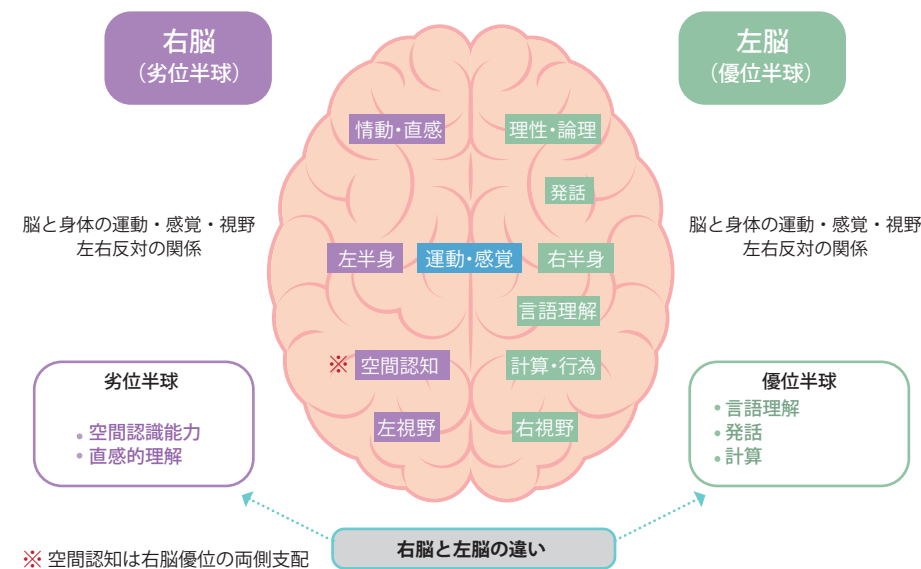 右脳
（劣位半球）
左脳
（優位半球）
情動・直感
理性・論理
発話
脳と身体の運動・感覚・視野
左右反対の関係
脳と身体の運動・感覚・視野
左右反対の関係
左半身
運動・感覚
右半身
言語理解
※ 空間認知
計算・行為
左視野
右視野
劣位半球
• 空間認識能力
• 直感的理解
優位半球
• 言語理解
• 発話
• 計算
右脳と左脳の違い
※ 空間認知は右脳優位の両側支配